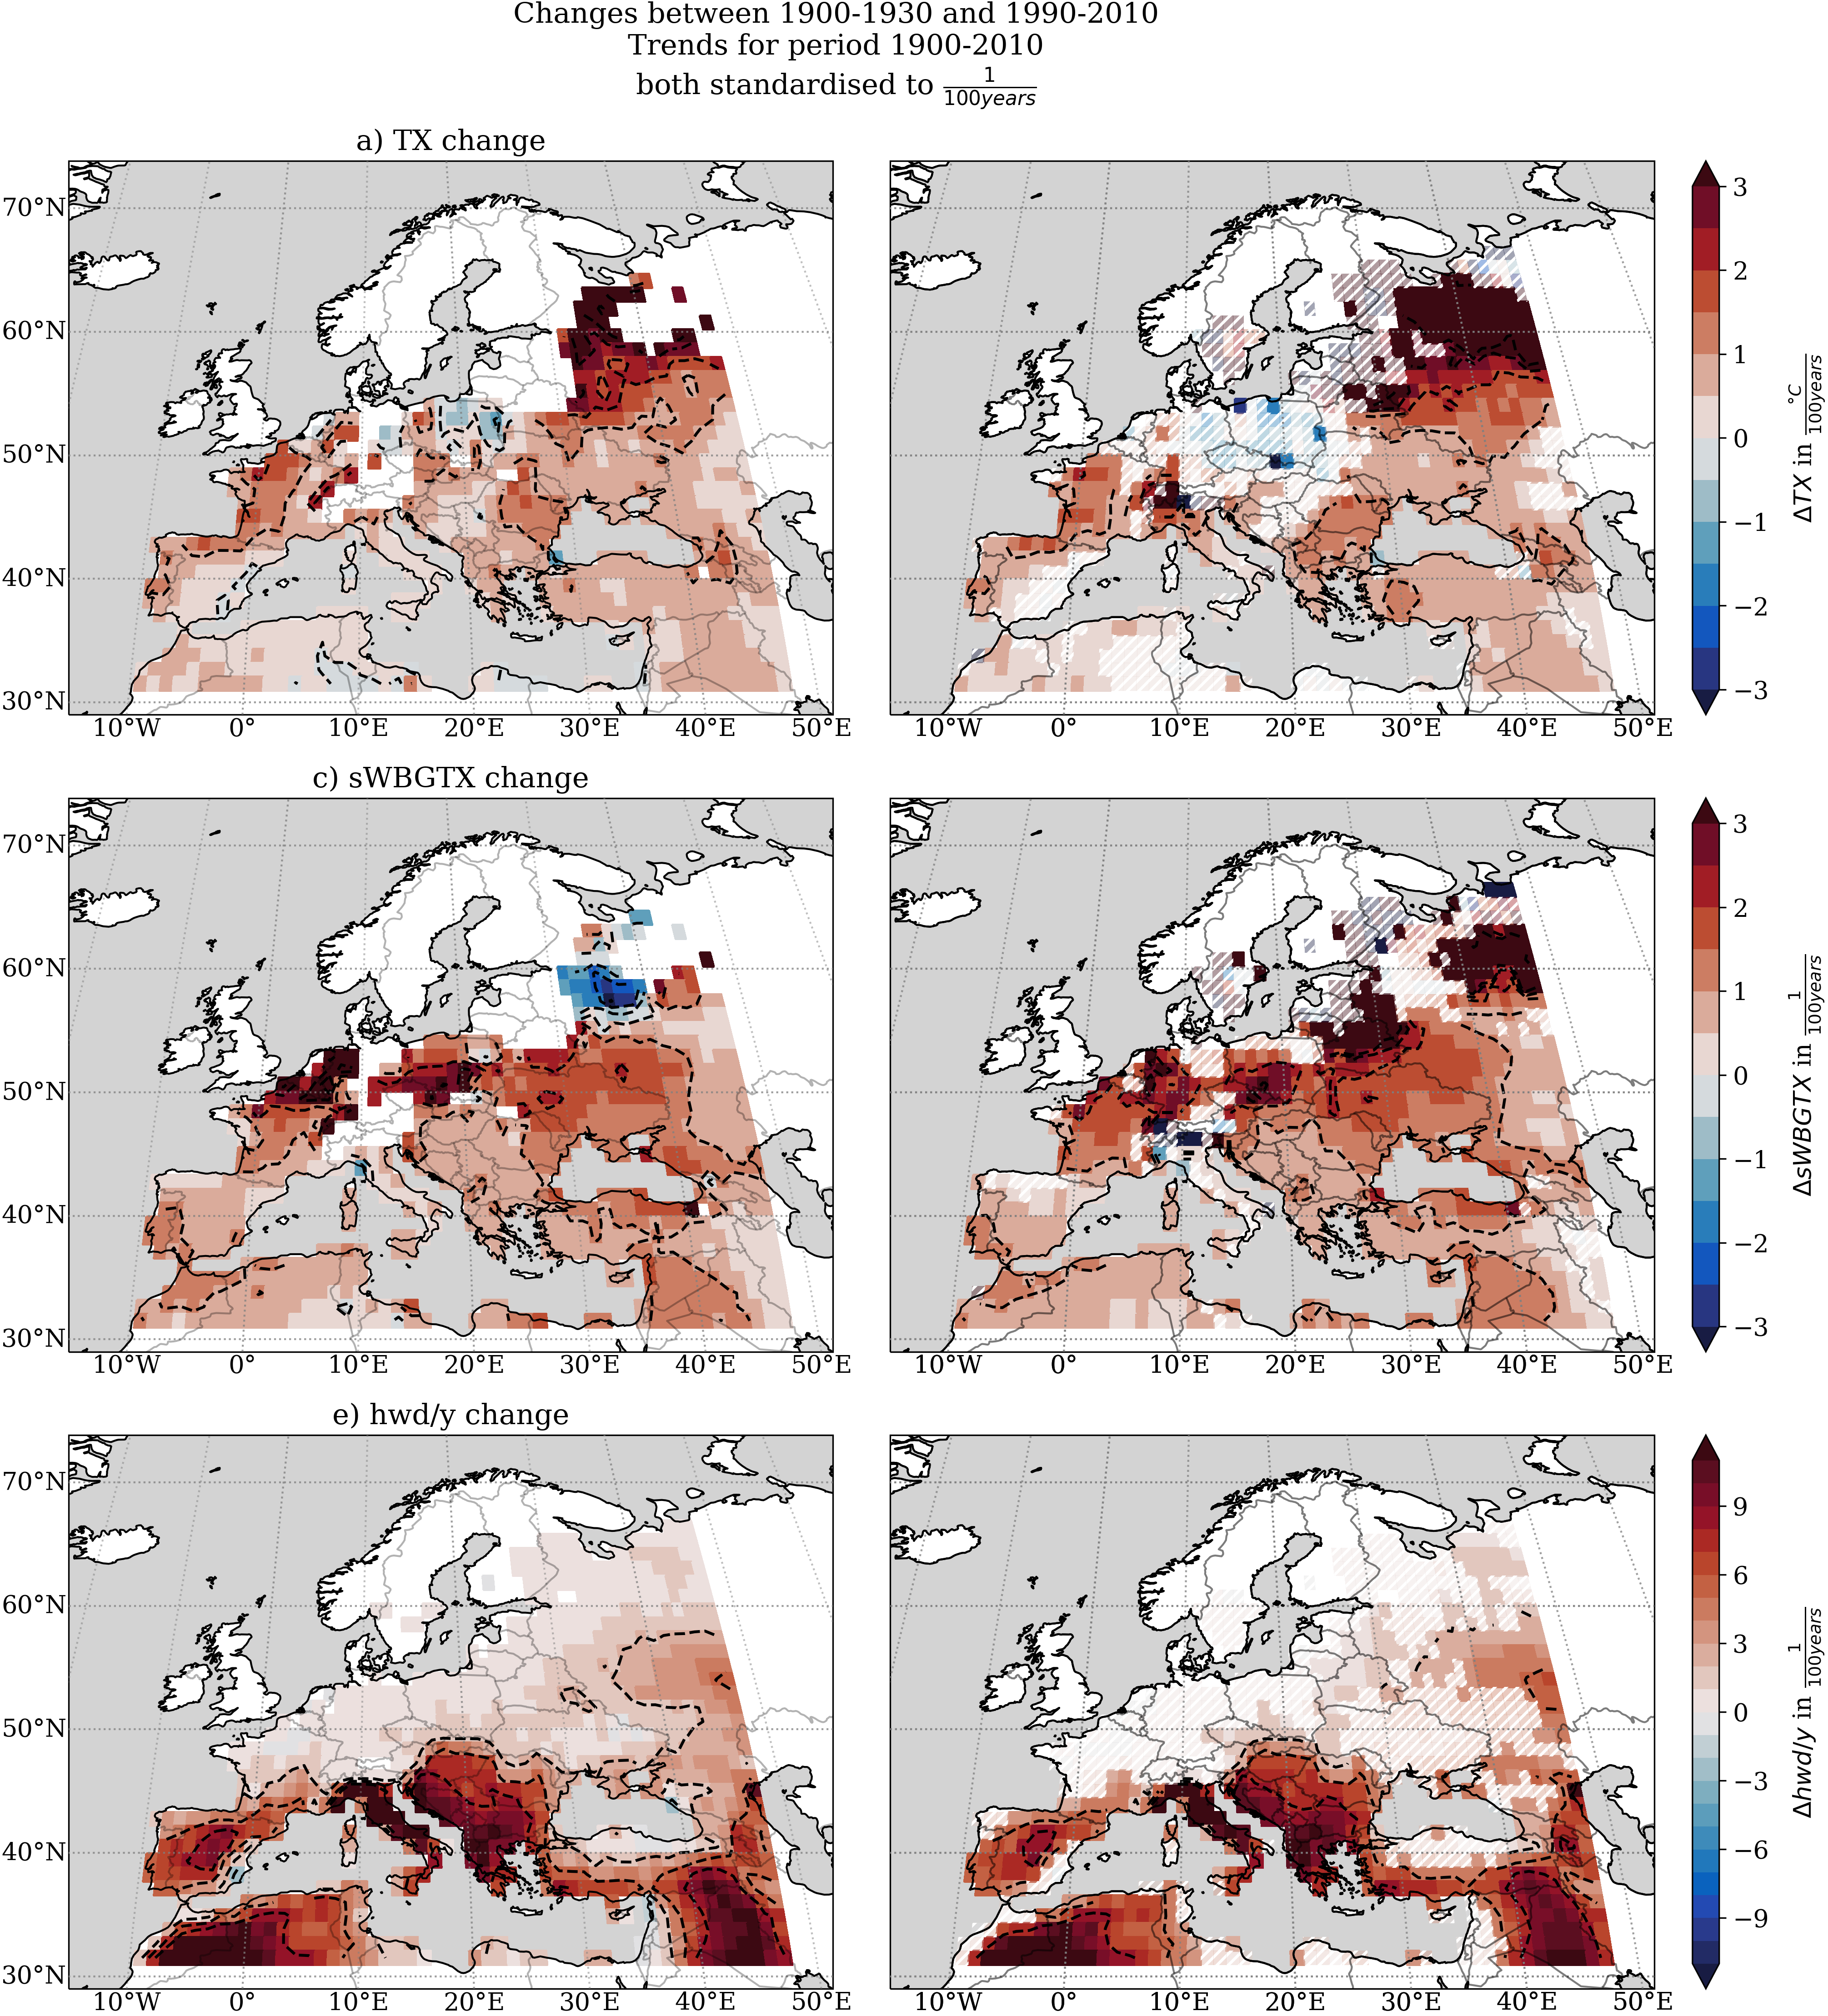 Changes between 1900-1930 and 1990-2010
Trends for period 1900-2010
both standardised to 1/100years
a) TX change
70°N
60°N
50°N
40°N
30°N
10°W 0° 10°E 20°E 30°E 40°E 50°E
10°W 0° 10°E 20°E 30°E 40°E 50°E
3
2
1
0
−1
−2
−3
ΔTX in °C/100years
c) sWBGTX change
70°N
60°N
50°N
40°N
30°N
10°W 0° 10°E 20°E 30°E 40°E 50°E
10°W 0° 10°E 20°E 30°E 40°E 50°E
3
2
1
0
−1
−2
−3
ΔsWBGTX in 1/100years
e) hwd/y change
70°N
60°N
50°N
40°N
30°N
10°W 0° 10°E 20°E 30°E 40°E 50°E
10°W 0° 10°E 20°E 30°E 40°E 50°E
9
6
3
0
−3
−6
−9
Δhwd/y in 1/100years